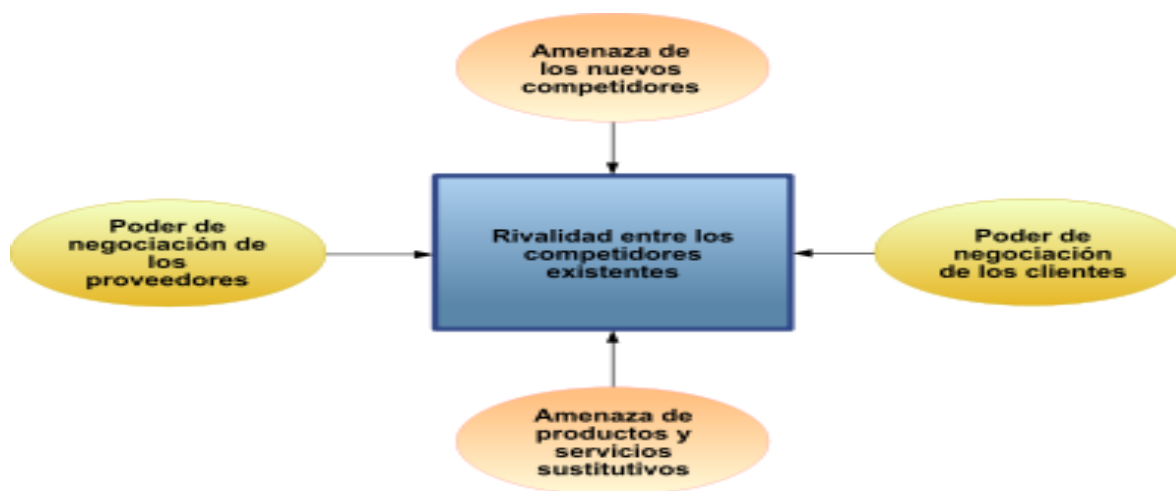 Amenaza de
los nuevos
competidores
Poder de
negociación de
los
proveedores
Rivalidad entre los
competidores
existentes
Poder de
negociación
de los clientes
Amenaza de
productos y
servicios
sustitutivos